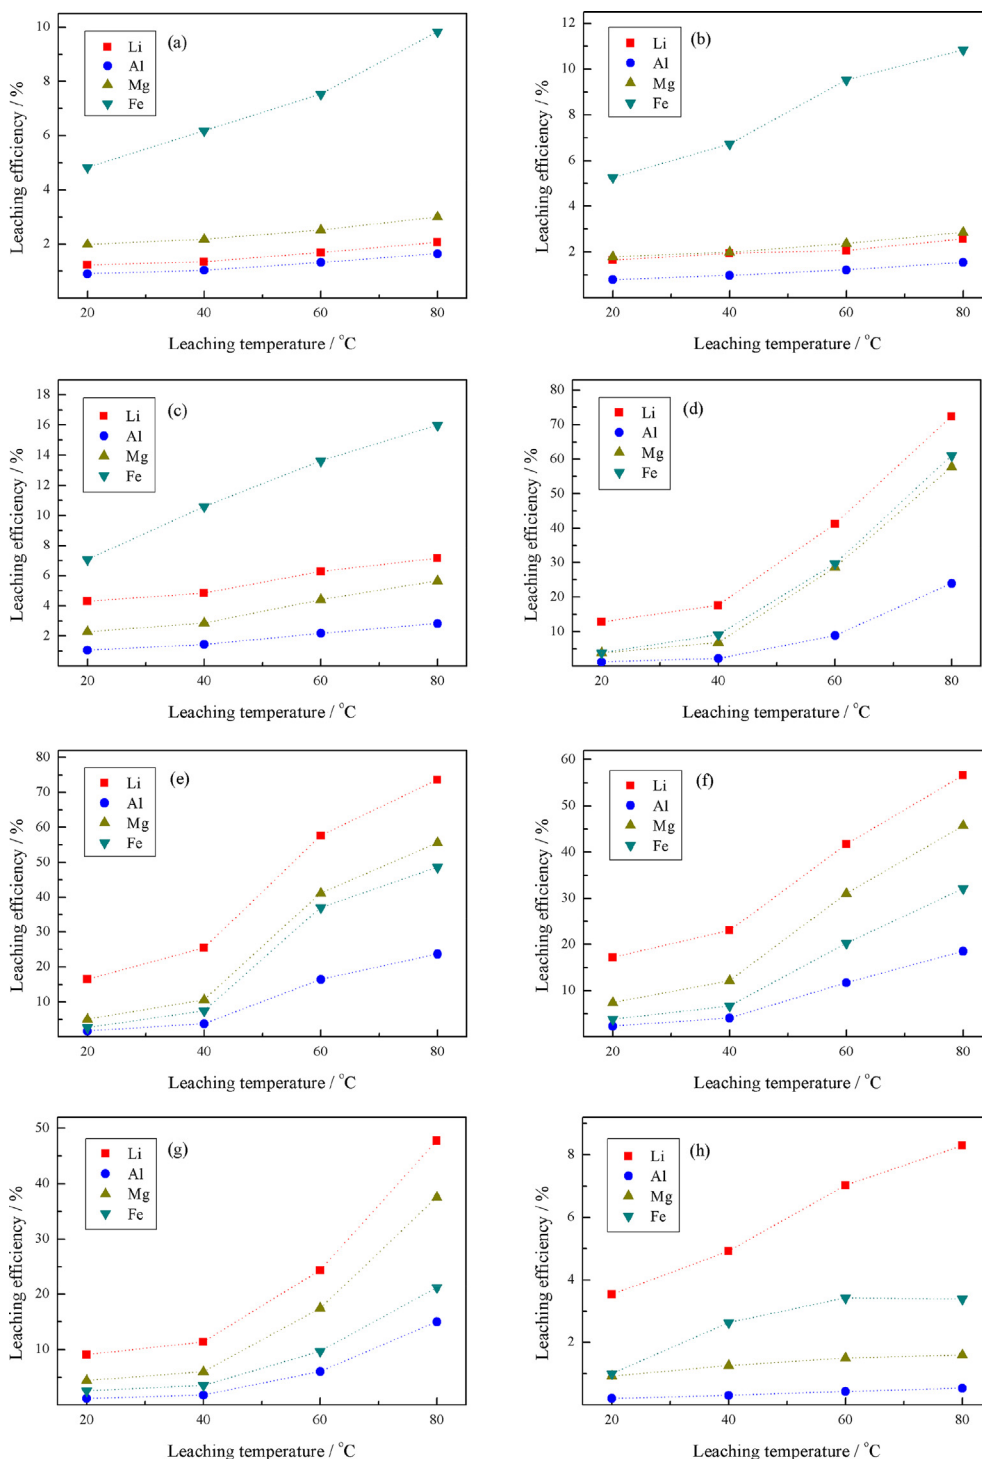 (a)
Li
Al
Mg
Fe
10
8
6
4
2
Leaching efficiency / %
20 40 60 80
Leaching temperature / °C
(b)
Li
Al
Mg
Fe
12
10
8
6
4
2
Leaching efficiency / %
20 40 60 80
Leaching temperature / °C
(c)
Li
Al
Mg
Fe
18
16
14
12
10
8
6
4
2
Leaching efficiency / %
20 40 60 80
Leaching temperature / °C
(d)
Li
Al
Mg
Fe
80
70
60
50
40
30
20
10
Leaching efficiency / %
20 40 60 80
Leaching temperature / °C
(e)
Li
Al
Mg
Fe
80
70
60
50
40
30
20
10
Leaching efficiency / %
20 40 60 80
Leaching temperature / °C
(f)
Li
Al
Mg
Fe
60
50
40
30
20
10
Leaching efficiency / %
20 40 60 80
Leaching temperature / °C
(g)
Li
Al
Mg
Fe
50
40
30
20
10
Leaching efficiency / %
20 40 60 80
Leaching temperature / °C
(h)
Li
Al
Mg
Fe
8
6
4
2
Leaching efficiency / %
20 40 60 80
Leaching temperature / °C